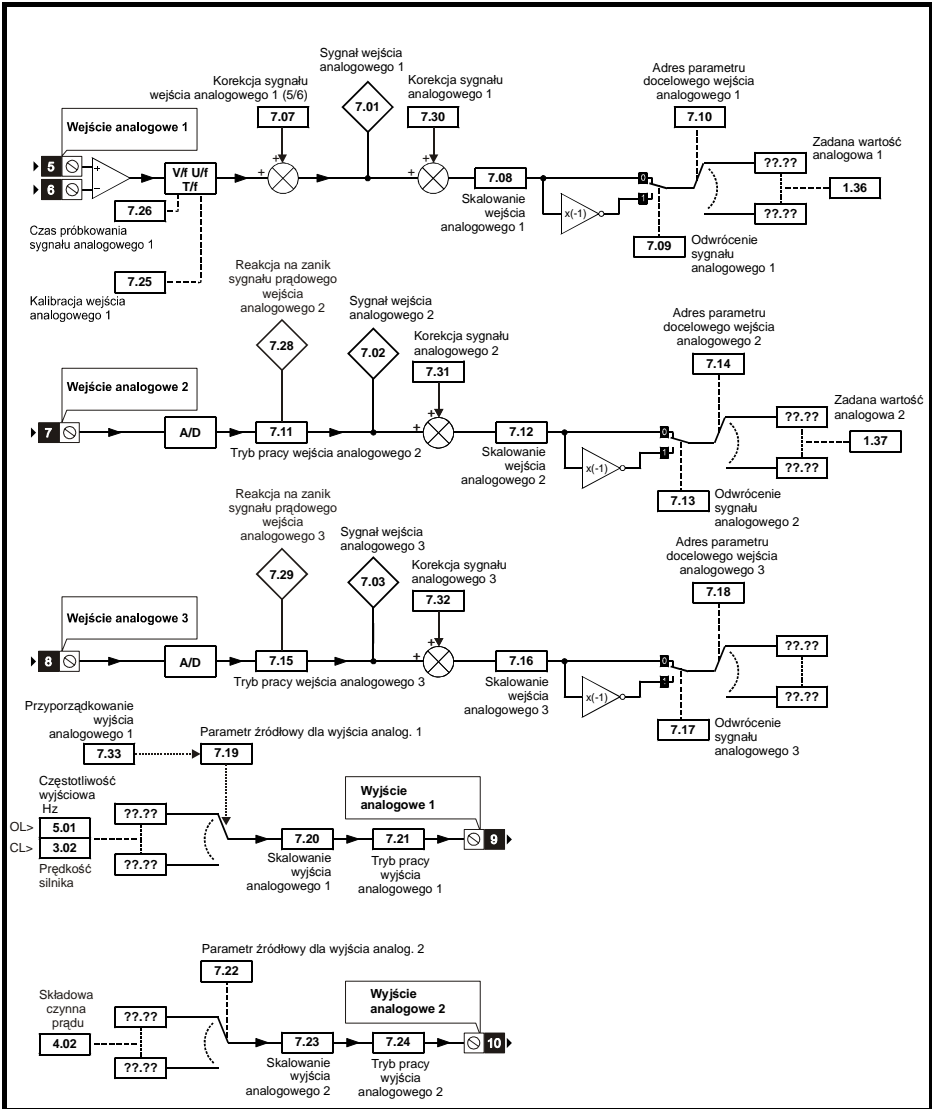 Sygnał wejścia
analogowego 1
Korekcja sygnału
wejścia analogowego 1 (5/6)
Korekcja sygnału
analogowego 1
Adres parametru
docelowego wejścia
analogowego 1
7.07
7.01
7.30
7.10
Wejście analogowe 1
Zadana wartość
analogowa 1
5
6
+
−
V/f U/f
T/f
+
+
+
+
7.08
0
1
??.??
??.??
1.36
7.26
Skalowanie
wejścia
analogowego 1
x(-1)
7.09
Odwrócenie
sygnału
analogowego 1
Czas próbkowania
sygnału analogowego 1
7.25
Kalibracja wejścia
analogowego 1
Reakcja na zanik
sygnału prądowego
wejścia
analogowego 2
Sygnał wejścia
analogowego 2
Korekcja sygnału
analogowego 2
Adres parametru
docelowego wejścia
analogowego 2
7.28
7.02
7.31
7.14
Wejście analogowe 2
Zadana wartość
analogowa 2
7
A/D
7.11
+
+
7.12
0
1
??.??
??.??
1.37
Tryb pracy wejścia analogowego 2
Skalowanie
wejścia
analogowego 2
x(-1)
7.13
Odwrócenie
sygnału
analogowego 2
Reakcja na zanik
sygnału prądowego
wejścia
analogowego 3
Sygnał wejścia
analogowego 3
Korekcja sygnału
analogowego 3
Adres parametru
docelowego wejścia
analogowego 3
7.29
7.03
7.32
7.18
Wejście analogowe 3
8
A/D
7.15
+
+
7.16
0
1
??.??
??.??
Tryb pracy wejścia analogowego 3
Skalowanie
wejścia
analogowego 3
x(-1)
7.17
Odwrócenie
sygnału
analogowego 3
Przyporządkowanie
wyjścia
analogowego 1
Parametr źródłowy dla wyjścia analog. 1
7.33
7.19
Częstotliwość
wyjściowa
Hz
OL>
5.01
CL>
3.02
Prędkość
silnika
??.??
??.??
7.20
Skalowanie
wyjścia
analogowego 1
7.21
Tryb pracy
wyjścia
analogowego 1
Wyjście
analogowe 1
9
Parametr źródłowy dla wyjścia analog. 2
7.22
Składowa
czynna
prądu
4.02
??.??
??.??
7.23
Skalowanie
wyjścia
analogowego 2
7.24
Tryb pracy
wyjścia
analogowego 2
Wyjście
analogowe 2
10